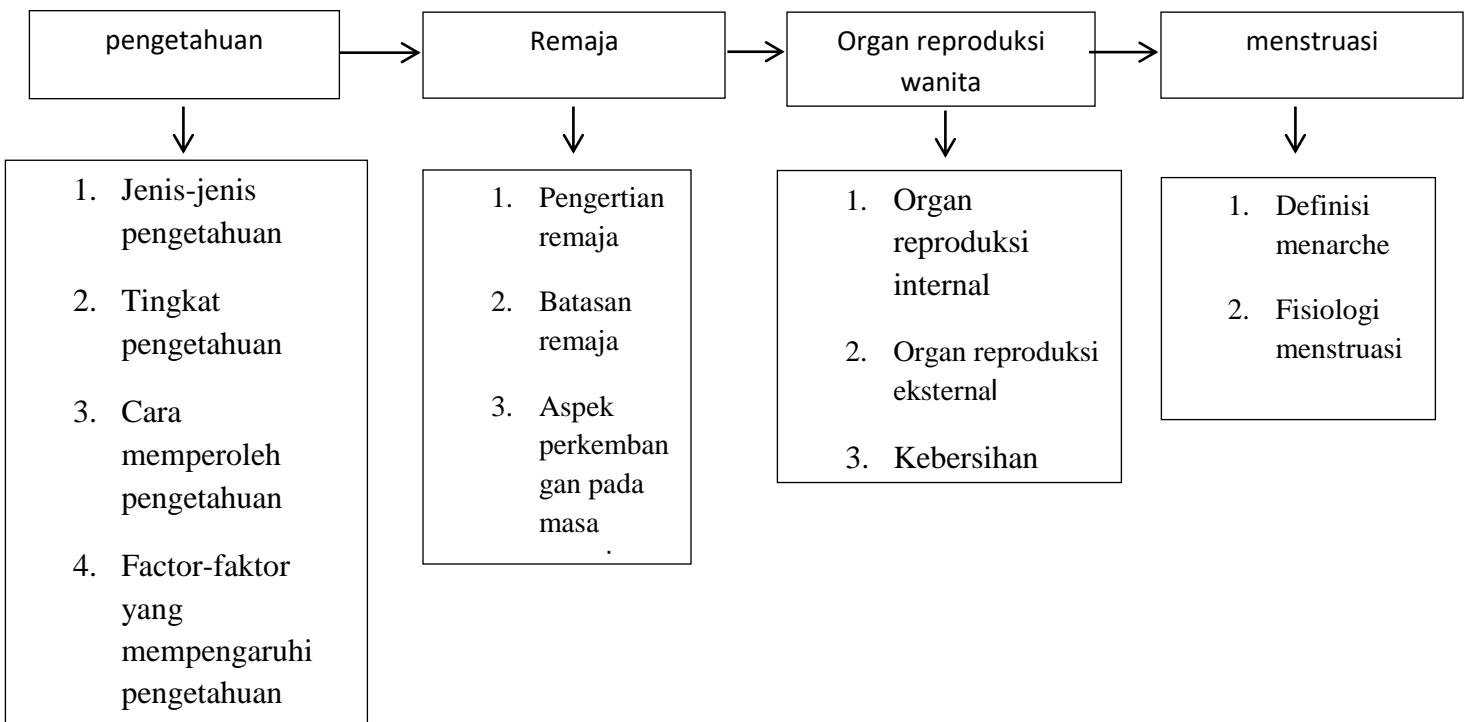 pengetahuan
Remaja
Organ reproduksi
wanita
menstruasi
1. Jenis-jenis
pengetahuan
2. Tingkat
pengetahuan
3. Cara
memperoleh
pengetahuan
4. Factor-faktor
yang
mempengaruhi
pengetahuan
1. Pengertian
remaja
2. Batasan
remaja
3. Aspek
perkemban
gan pada
masa
1. Organ
reproduksi
internal
2. Organ reproduksi
eksternal
3. Kebersihan
1. Definisi
menarche
2. Fisiologi
menstruasi